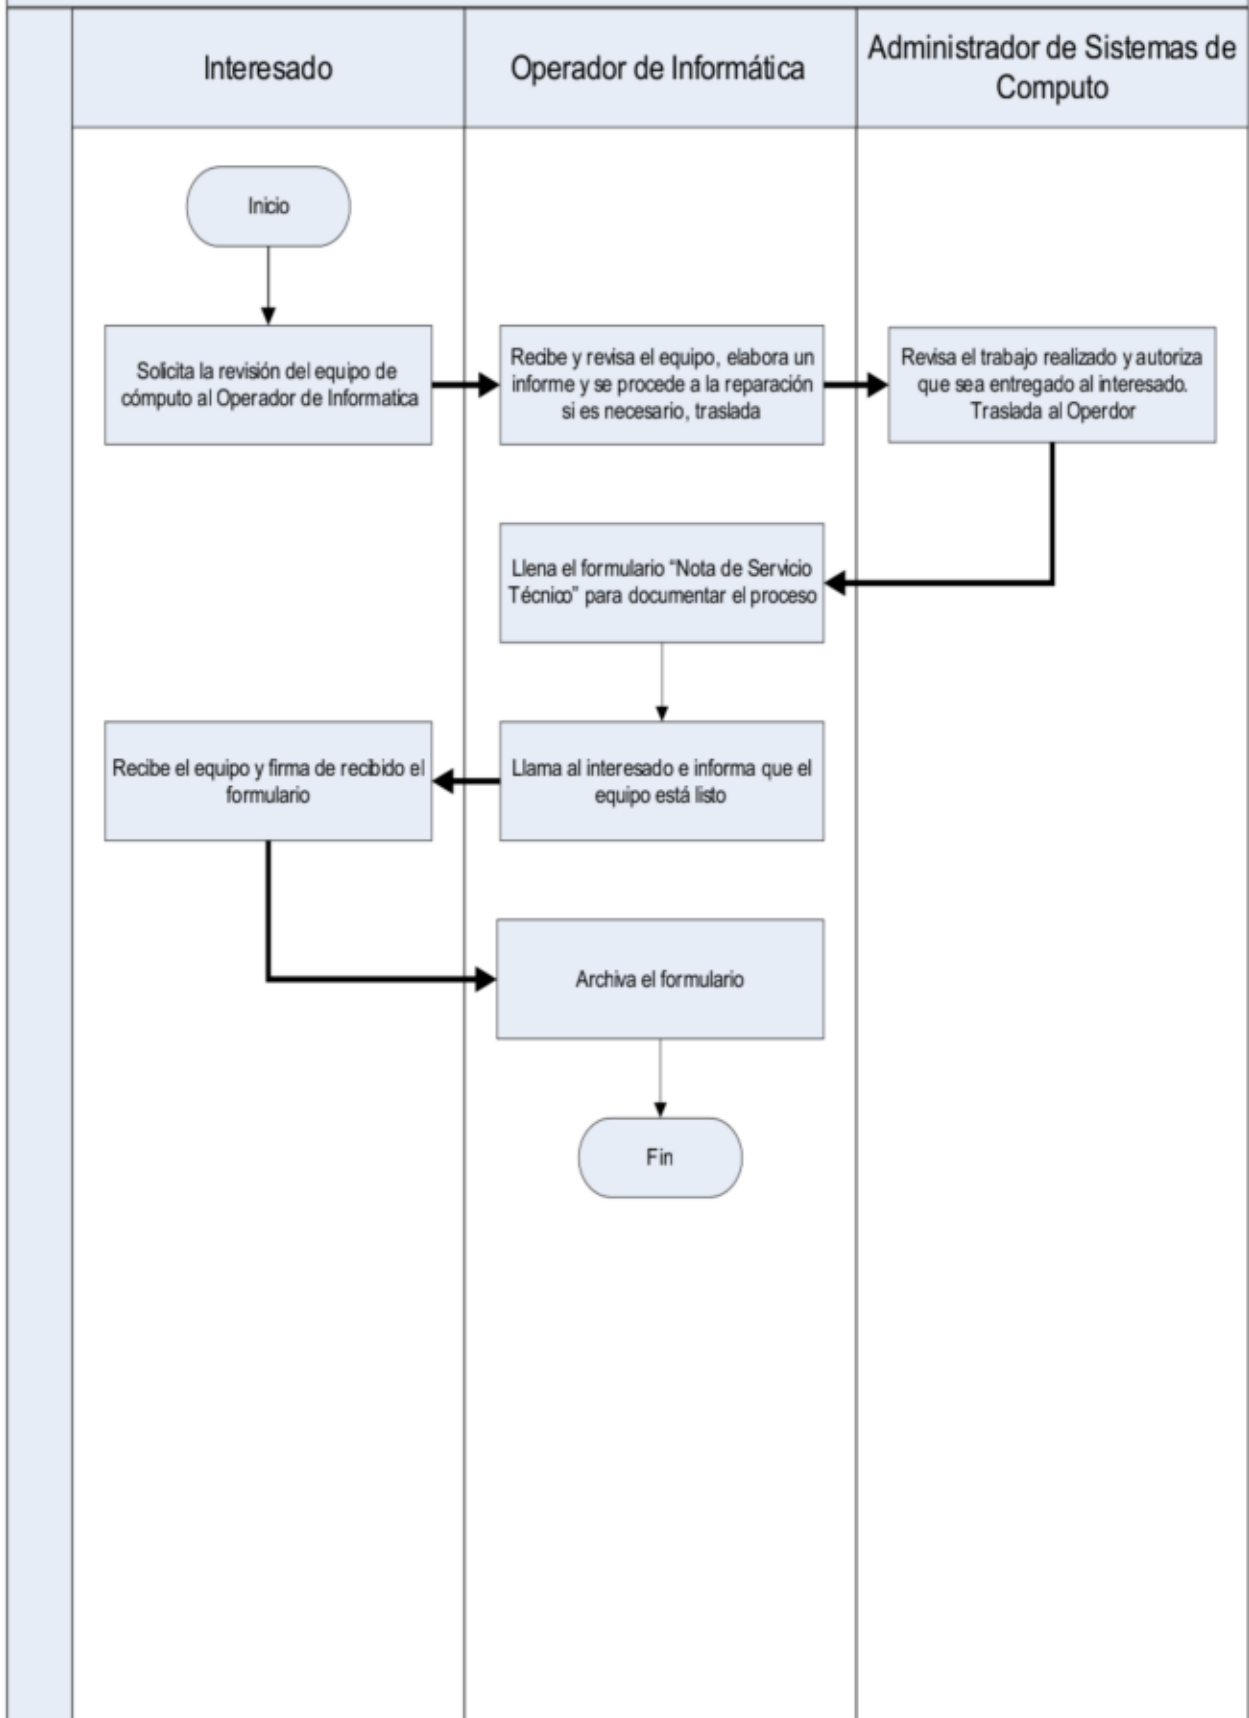 Interesado
Operador de Informática
Administrador de Sistemas de
Computo
Inicio
Solicita la revisión del equipo de
cómputo al Operador de Informatica
Recibe y revisa el equipo, elabora un
informe y se procede a la reparación
si es necesario, traslada
Revisa el trabajo realizado y autoriza
que sea entregado al interesado.
Traslada al Operdor
Llena el formulario “Nota de Servicio
Técnico” para documentar el proceso
Llama al interesado e informa que el
equipo está listo
Recibe el equipo y firma de recibido el
formulario
Archiva el formulario
Fin